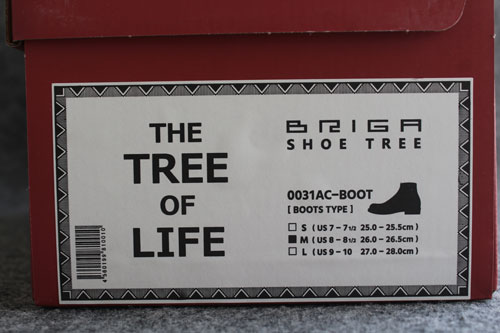 THE
TREE
OF
LIFE
BRIGA
SHOE TREE
0031AC-BOOT
[ BOOTS TYPE ]
S ( US 7 - 7 1/2 25.0 - 25.5cm )
M ( US 8 - 8 1/2 26.0 - 26.5cm )
L ( US 9 - 10 27.0 - 28.0cm )